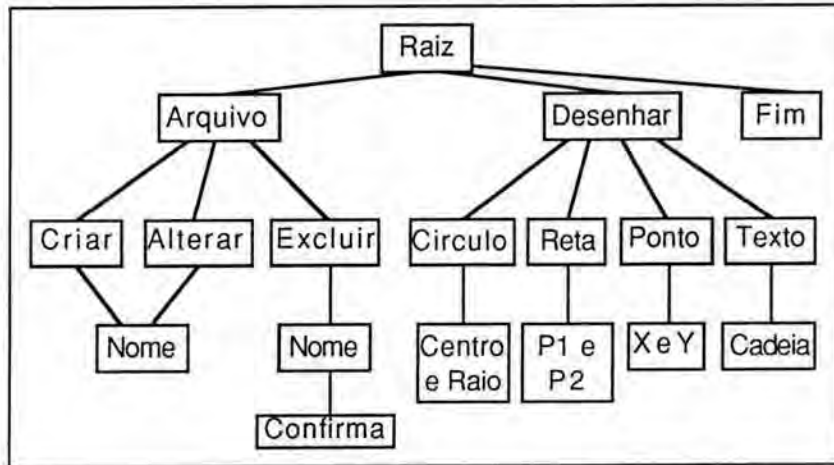 Raiz
Arquivo
Desenhar
Fim
Criar
Alterar
Excluir
Circulo
Reta
Ponto
Texto
Nome
Nome
Centro
e Raio
P1 e
P2
X e Y
Cadeia
Confirma